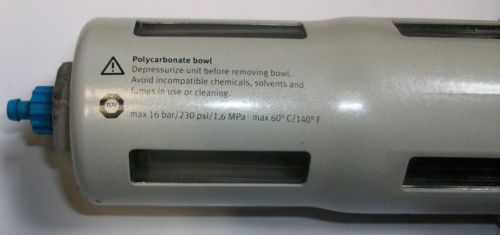 Polycarbonate bowl
Depressurize unit before removing bowl.
Avoid incompatible chemicals, solvents and
fumes in use or cleaning.
TÜV
max 16 bar/230 psi/1,6 MPa - max 60° C/140° F